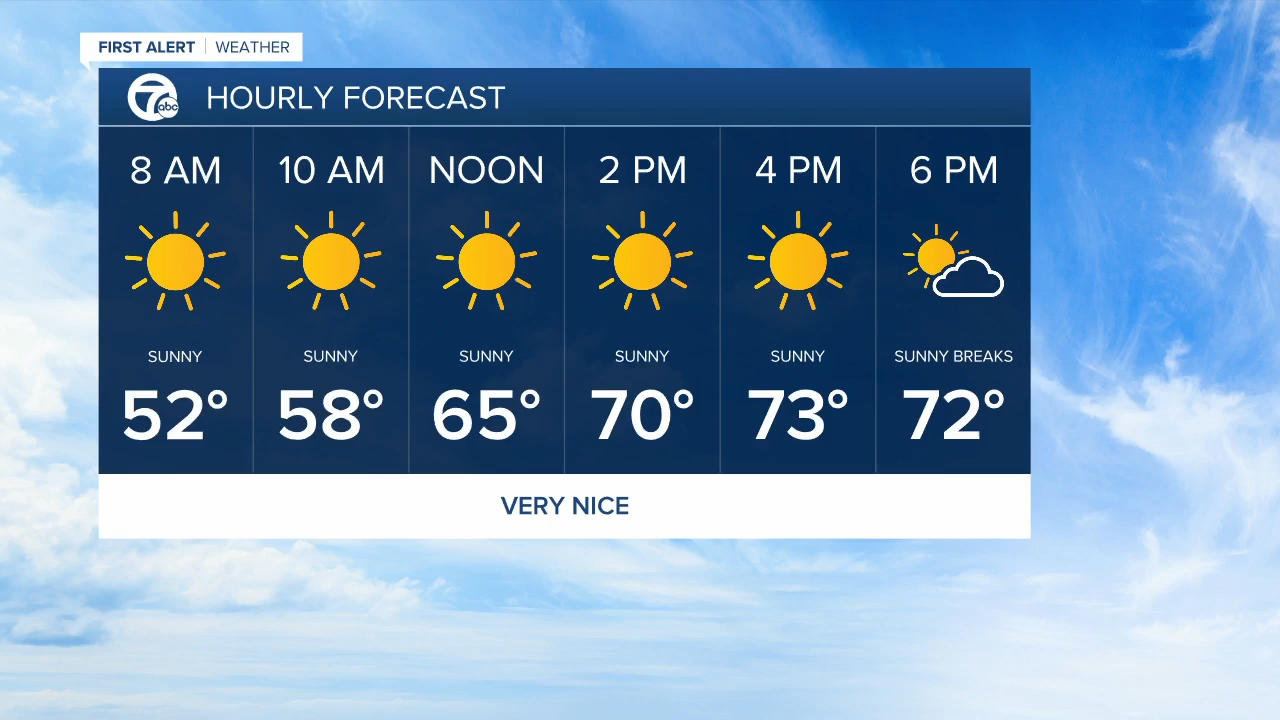 FIRST ALERT | WEATHER
7 abc HOURLY FORECAST
8 AM 10 AM NOON 2 PM 4 PM 6 PM
SUNNY SUNNY SUNNY SUNNY SUNNY SUNNY BREAKS
52° 58° 65° 70° 73° 72°
VERY NICE